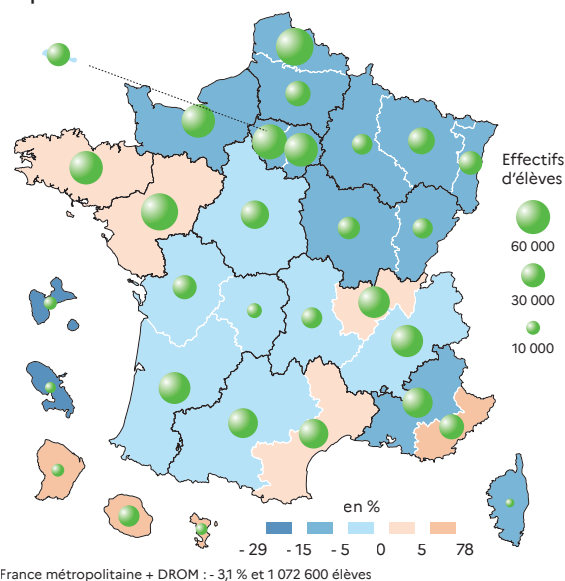 Effectifs
d'élèves
60 000
30 000
10 000
en %
- 29 - 15 - 5 0 5 78
France métropolitaine + DROM : - 3,1 % et 1 072 600 élèves